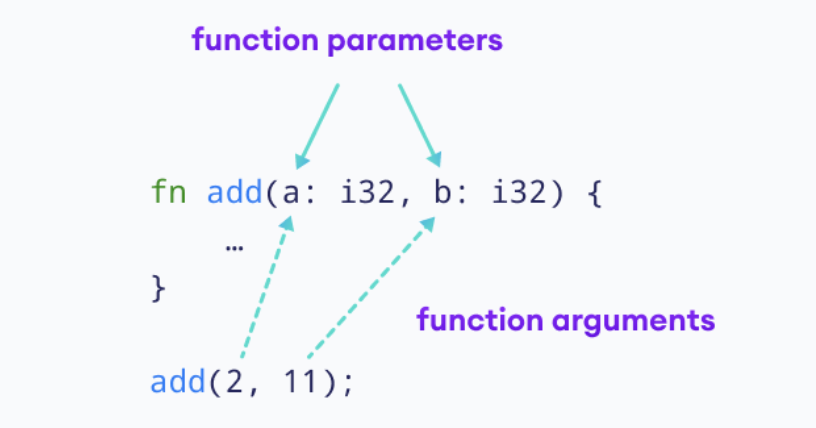 function parameters
fn add(a: i32, b: i32) {
…
}
function arguments
add(2, 11);